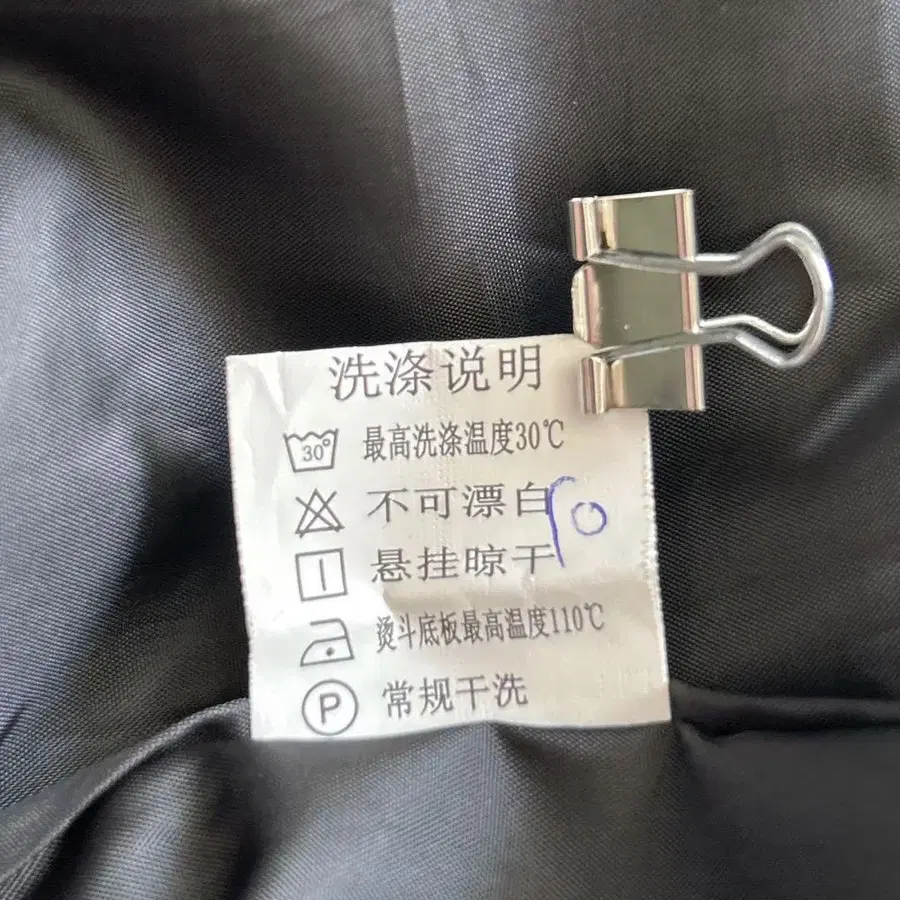 洗涤说明
30° 最高洗涤温度30℃
不可漂白
悬挂晾干
烫斗底板最高温度110℃
P 常规干洗